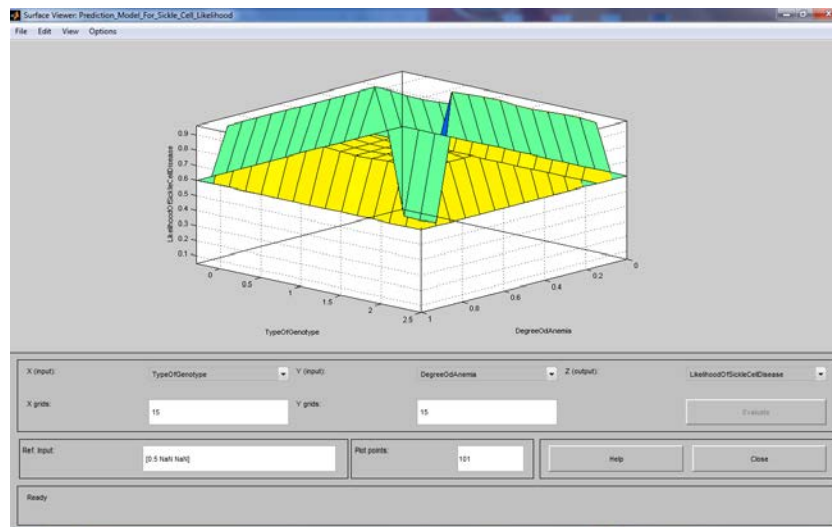 Surface Viewer: Prediction_Model_For_Sickle_Cell_Likelihood
File Edit View Options
0.9
0.8
0.7
0.6
0.5
0.4
0.3
0.2
0.1
LikelihoodOfSickleCellDisease
0 0.5 1 1.5 2 2.5
1 0.8 0.6 0.4 0.2 0
TypeOfGenotype
DegreeOdAnemia
X (input): TypeOfGenotype Y (input): DegreeOdAnemia Z (output): LikelihoodOfSickleCellDisease
X grids: 15 Y grids: 15 Evaluate
Ref. Input: [0.5 NaN NaN] Plot points: 101 Help Close
Ready